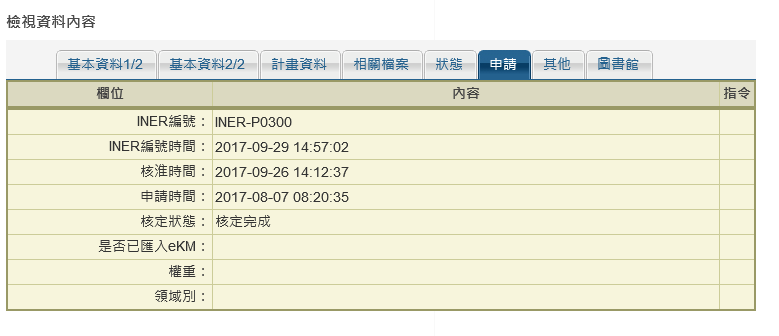 檢視資料內容
基本資料1/2 基本資料2/2 計畫資料 相關檔案 狀態 申請 其他 圖書館
欄位 內容 指令
INER編號： INER-P0300
INER編號時間： 2017-09-29 14:57:02
核淮時間： 2017-09-26 14:12:37
申請時間： 2017-08-07 08:20:35
核定狀態： 核定完成
是否已匯入eKM：
權重：
領域別：